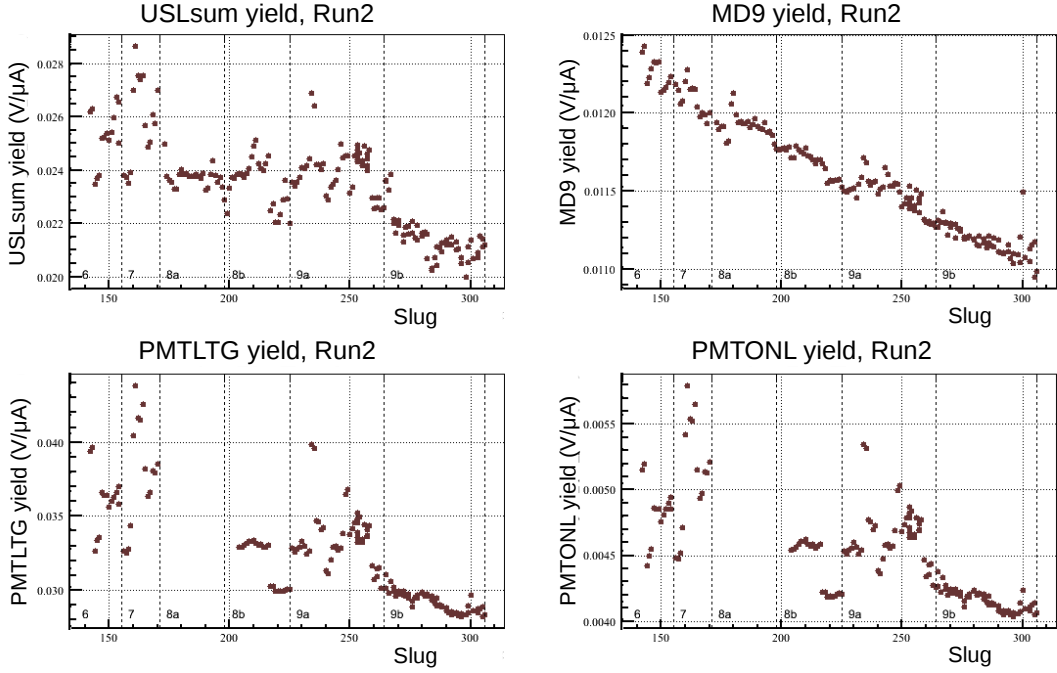 USLsum yield, Run2
USLsum yield (V/μA)
0.028
0.026
0.024
0.022
0.020
6 7 8a 8b 9a 9b
150 200 250 300
Slug
MD9 yield, Run2
MD9 yield (V/μA)
0.0125
0.0120
0.0115
0.0110
6 7 8a 8b 9a 9b
150 200 250 300
Slug
PMTLTG yield, Run2
PMTLTG yield (V/μA)
0.040
0.035
0.030
6 7 8a 8b 9a 9b
150 200 250 300
Slug
PMTONL yield, Run2
PMTONL yield (V/μA)
0.0055
0.0050
0.0045
0.0040
6 7 8a 8b 9a 9b
150 200 250 300
Slug